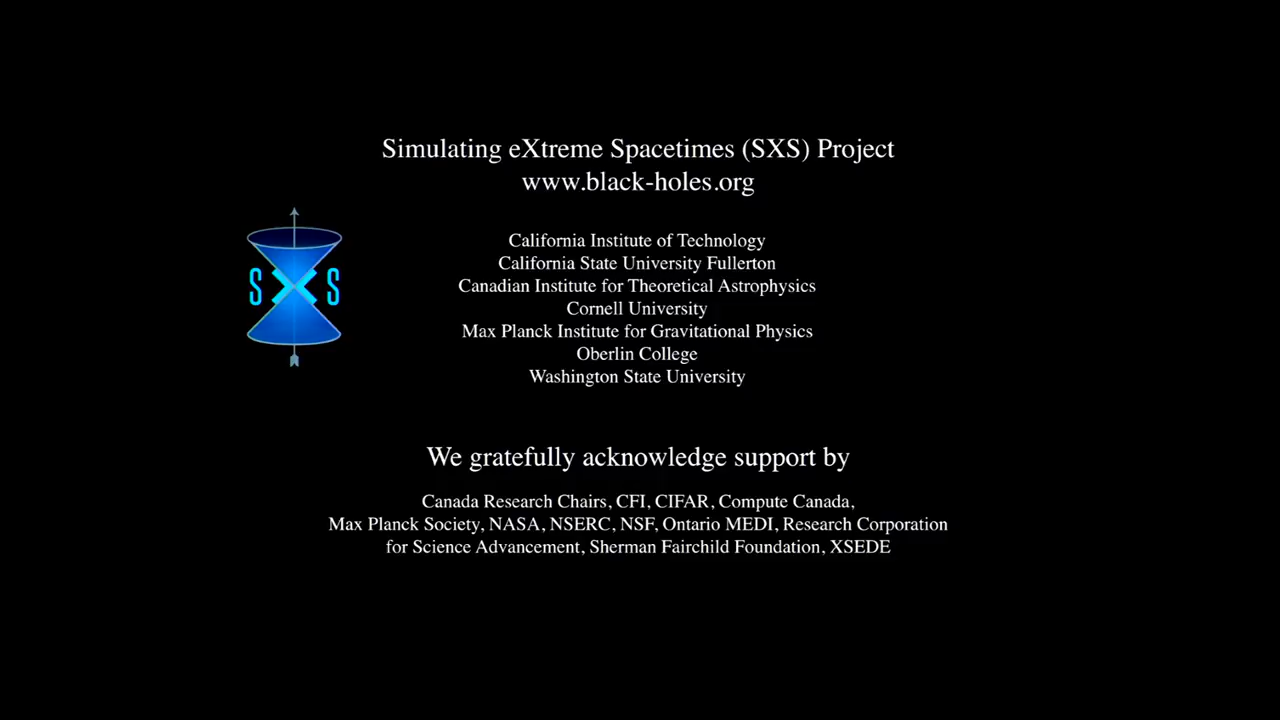 Simulating eXtreme Spacetimes (SXS) Project
www.black-holes.org
SXS
California Institute of Technology
California State University Fullerton
Canadian Institute for Theoretical Astrophysics
Cornell University
Max Planck Institute for Gravitational Physics
Oberlin College
Washington State University
We gratefully acknowledge support by
Canada Research Chairs, CFI, CIFAR, Compute Canada,
Max Planck Society, NASA, NSERC, NSF, Ontario MEDI, Research Corporation
for Science Advancement, Sherman Fairchild Foundation, XSEDE